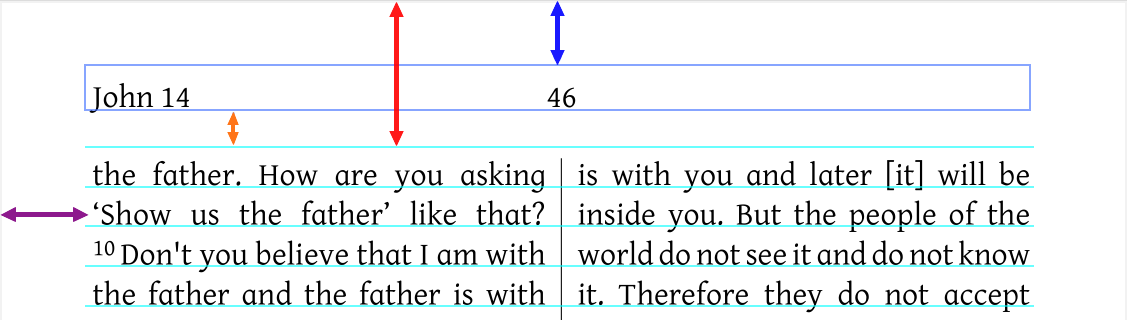 John 14 46
the father. How are you asking
‘Show us the father’ like that?
10 Don't you believe that I am with
the father and the father is with
is with you and later [it] will be
inside you. But the people of the
world do not see it and do not know
it. Therefore they do not accept